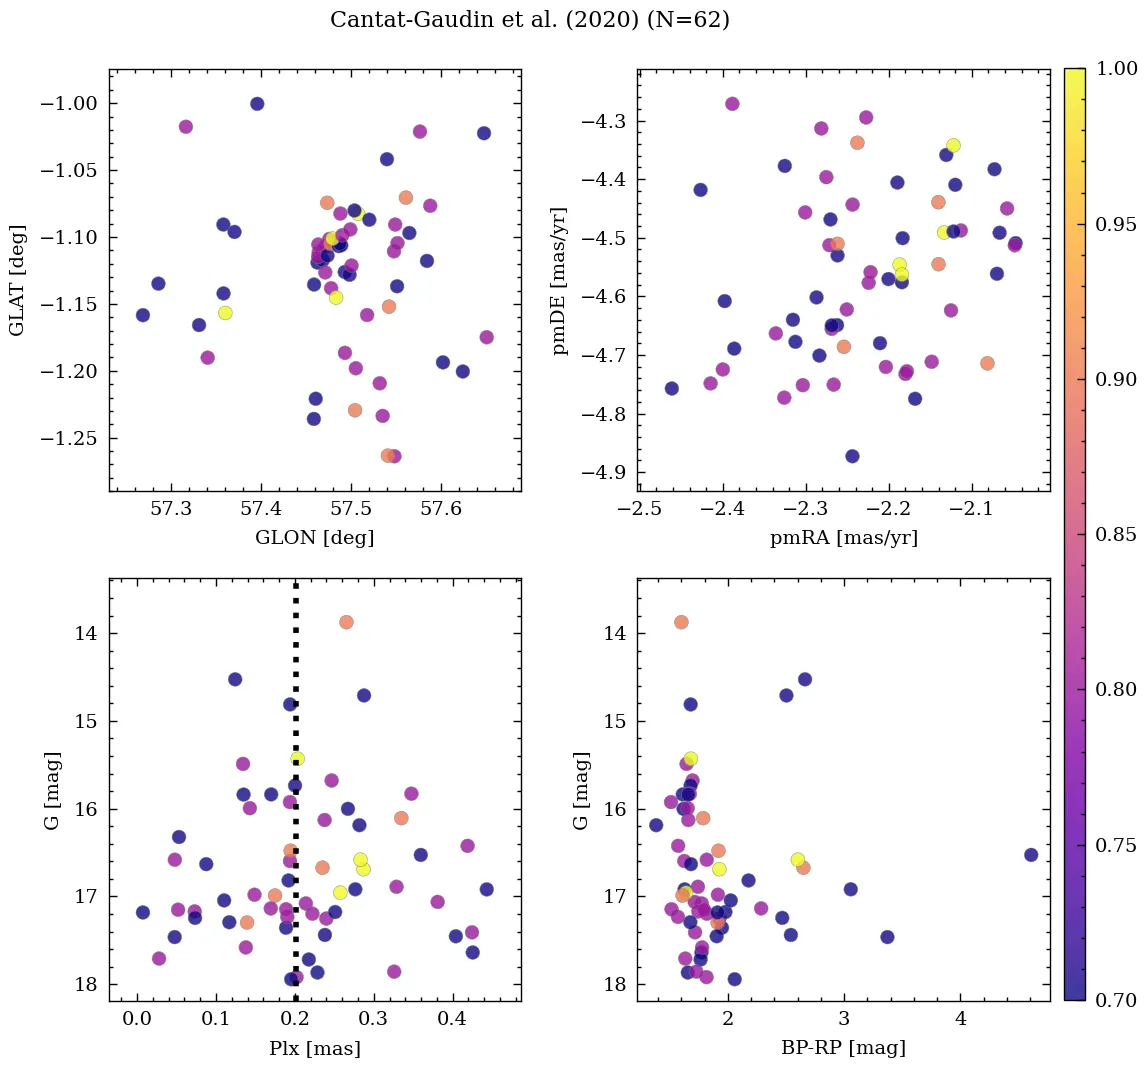 Cantat-Gaudin et al. (2020) (N=62)
−1.00
−1.05
−1.10
−1.15
−1.20
−1.25
GLAT [deg]
57.3 57.4 57.5 57.6
GLON [deg]
−4.3
−4.4
−4.5
−4.6
−4.7
−4.8
−4.9
pmDE [mas/yr]
−2.5 −2.4 −2.3 −2.2 −2.1
pmRA [mas/yr]
14
15
16
17
18
G [mag]
0.0 0.1 0.2 0.3 0.4
Plx [mas]
14
15
16
17
18
G [mag]
2 3 4
BP-RP [mag]
1.00
0.95
0.90
0.85
0.80
0.75
0.70